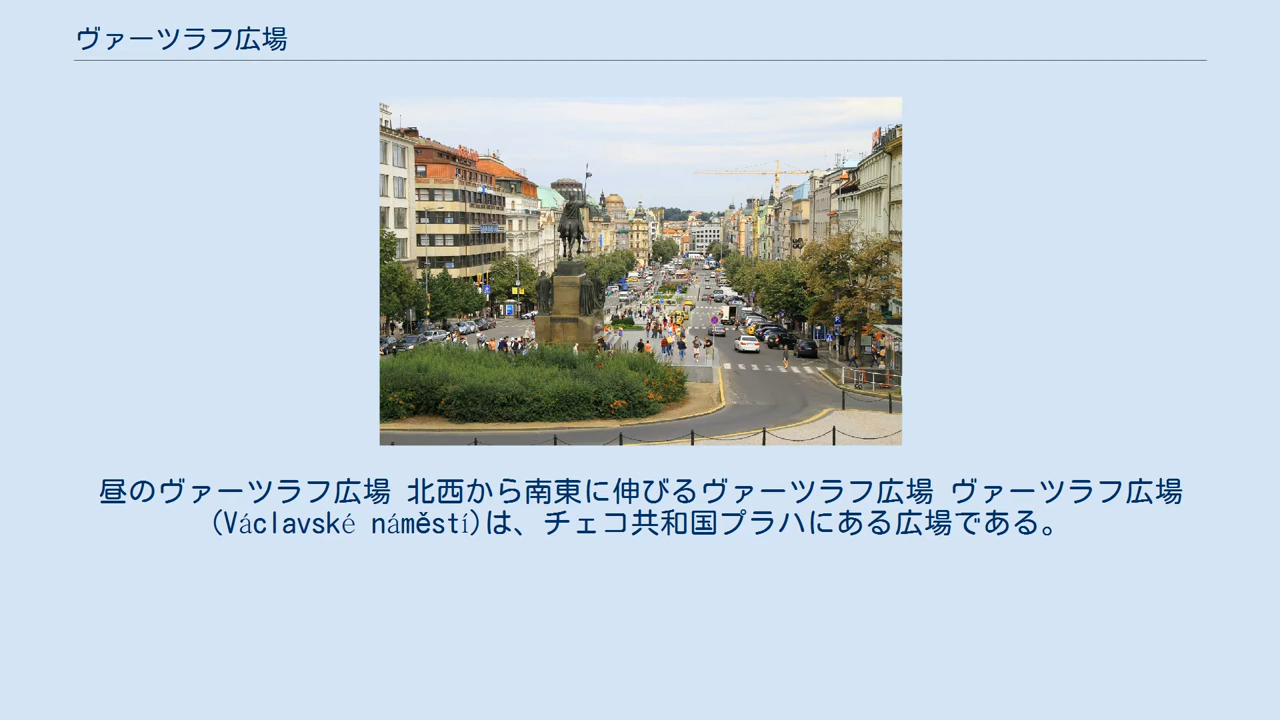 ヴァーツラフ広場
昼のヴァーツラフ広場 北西から南東に伸びるヴァーツラフ広場 ヴァーツラフ広場
(Václavské náměstí)は、チェコ共和国プラハにある広場である。